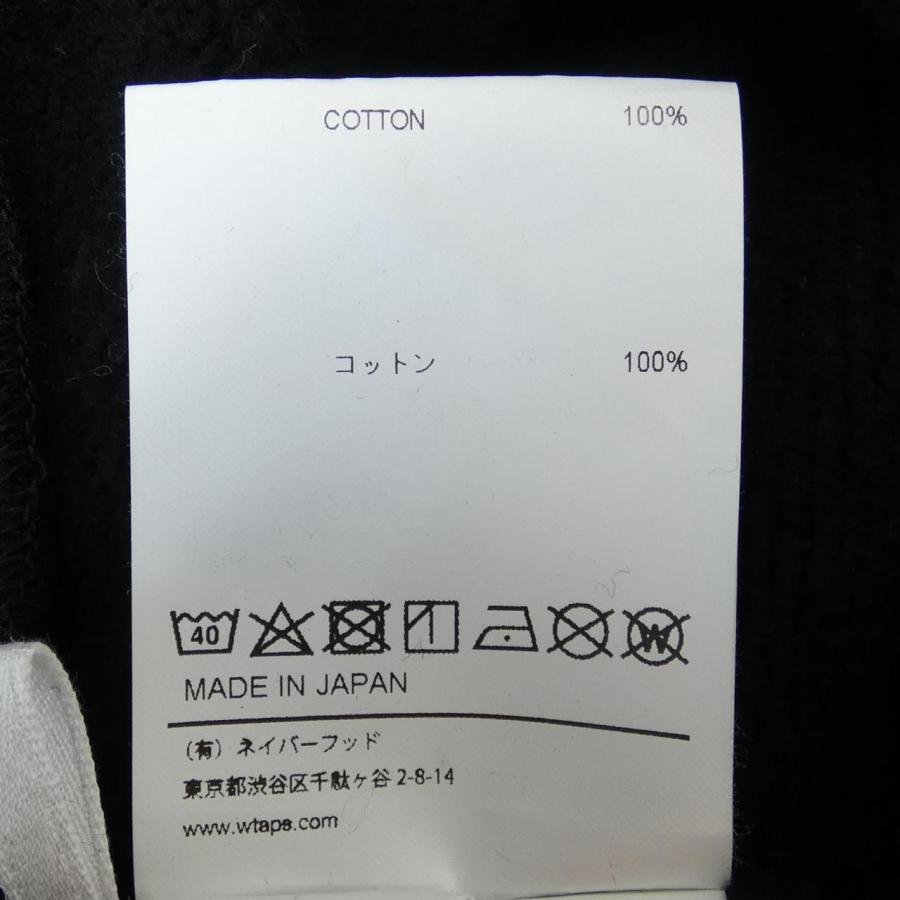 COTTON 100%
コットン 100%
40 W
MADE IN JAPAN
(有) ネイバーフッド
東京都渋谷区千駄ヶ谷 2-8-14
www.wtaps.com